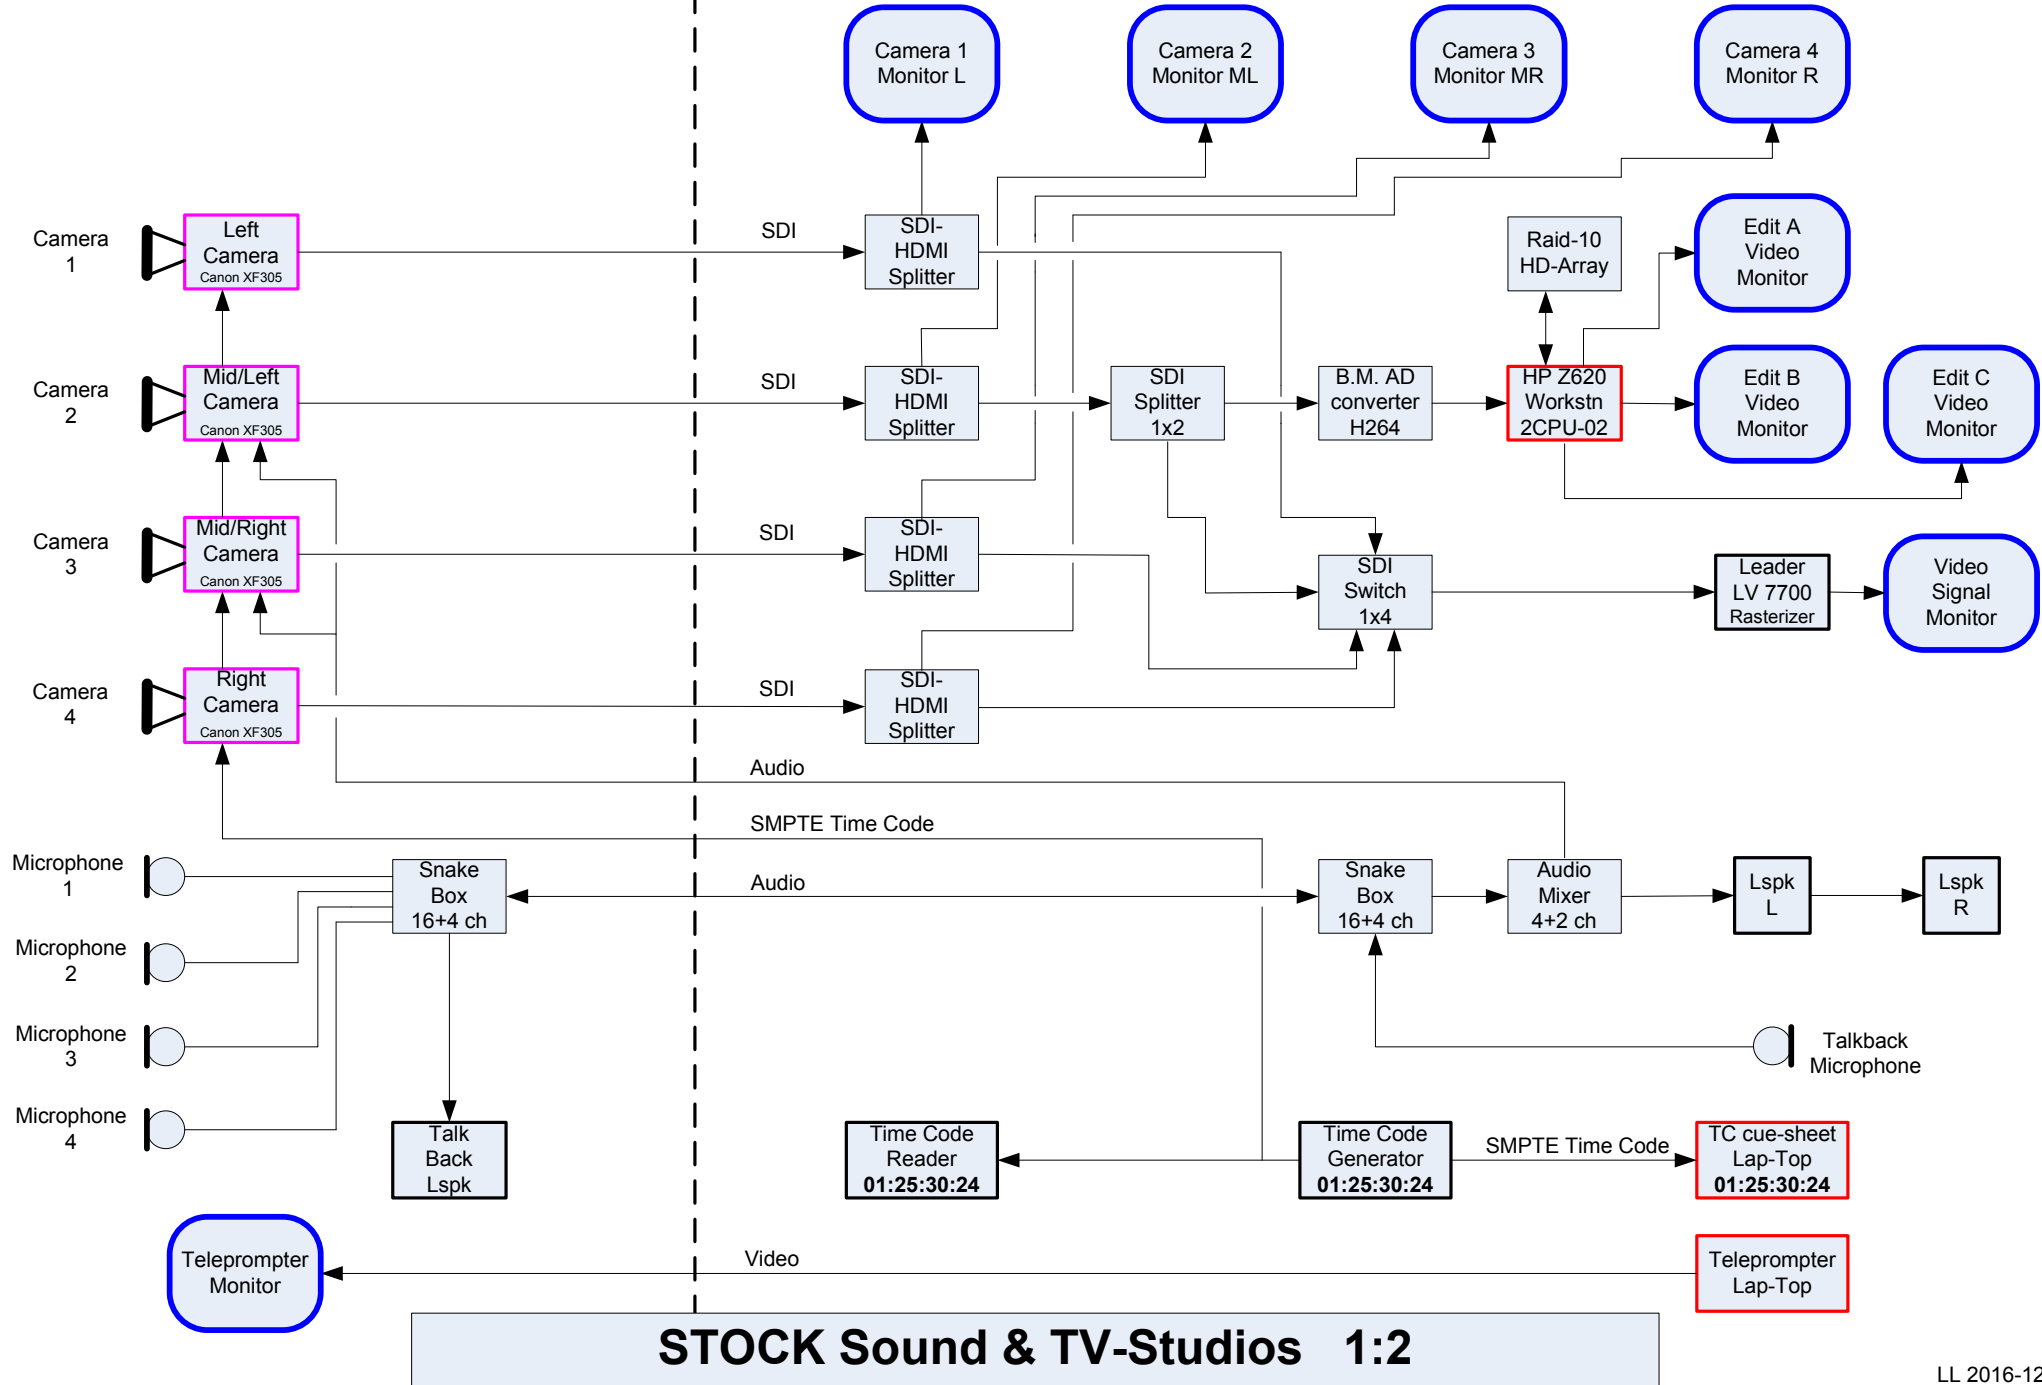 Camera 1
Monitor L
Camera 2
Monitor ML
Camera 3
Monitor MR
Camera 4
Monitor R
Camera
1
Left
Camera
Canon XF305
SDI
SDI-
HDMI
Splitter
Raid-10
HD-Array
Edit A
Video
Monitor
Camera
2
Mid/Left
Camera
Canon XF305
SDI
SDI-
HDMI
Splitter
SDI
Splitter
1x2
B.M. AD
converter
H264
HP Z620
Workstn
2CPU-02
Edit B
Video
Monitor
Edit C
Video
Monitor
Camera
3
Mid/Right
Camera
Canon XF305
SDI
SDI-
HDMI
Splitter
SDI
Switch
1x4
Leader
LV 7700
Rasterizer
Video
Signal
Monitor
Camera
4
Right
Camera
Canon XF305
SDI
SDI-
HDMI
Splitter
Audio
SMPTE Time Code
Microphone
1
Snake
Box
16+4 ch
Audio
Snake
Box
16+4 ch
Audio
Mixer
4+2 ch
Lspk
L
Lspk
R
Microphone
2
Microphone
3
Talkback
Microphone
Microphone
4
Talk
Back
Lspk
Time Code
Reader
01:25:30:24
Time Code
Generator
01:25:30:24
SMPTE Time Code
TC cue-sheet
Lap-Top
01:25:30:24
Teleprompter
Monitor
Video
Teleprompter
Lap-Top
STOCK Sound & TV-Studios 1:2
LL 2016-12